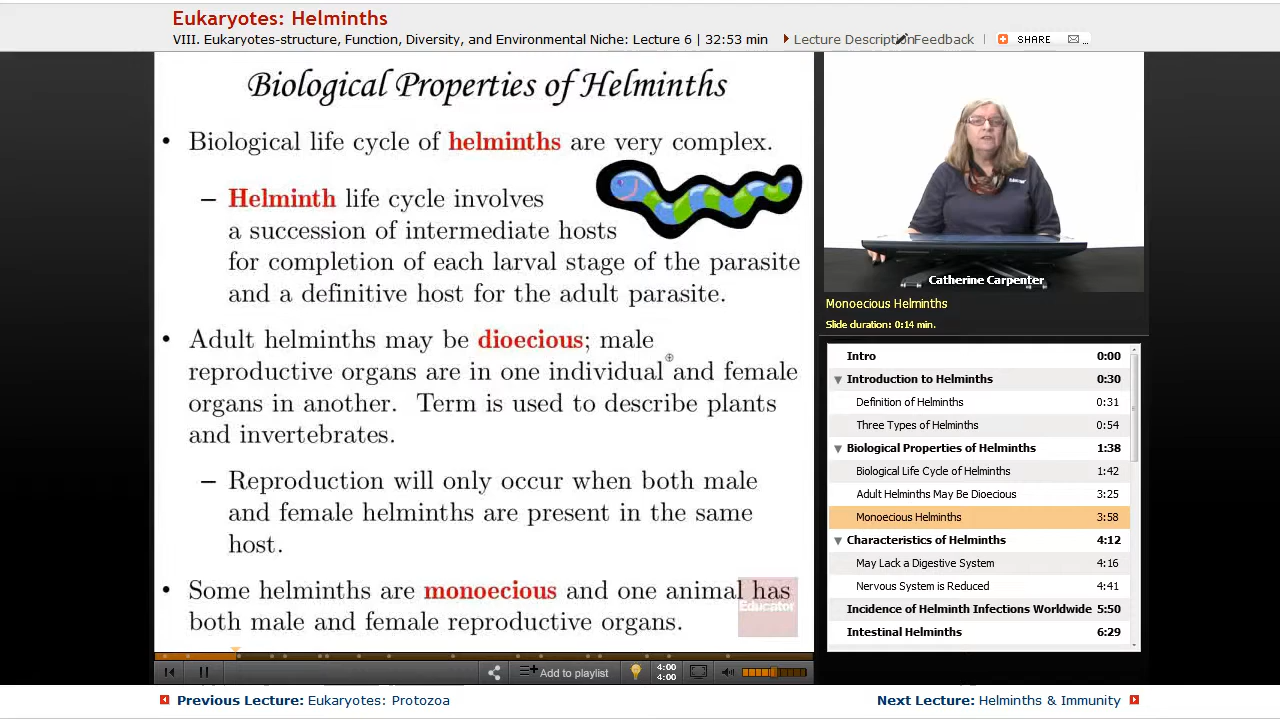 Eukaryotes: Helminths
VIII. Eukaryotes-structure, Function, Diversity, and Environmental Niche: Lecture 6 | 32:53 min
Lecture Description
Feedback
SHARE
Biological Properties of Helminths
• Biological life cycle of helminths are very complex.
– Helminth life cycle involves
a succession of intermediate hosts
for completion of each larval stage of the parasite
and a definitive host for the adult parasite.
• Adult helminths may be dioecious; male
reproductive organs are in one individual and female
organs in another. Term is used to describe plants
and invertebrates.
– Reproduction will only occur when both male
and female helminths are present in the same
host.
• Some helminths are monoecious and one animal has
both male and female reproductive organs.
Educator
Catherine Carpenter
Monoecious Helminths
Slide duration: 0:14 min.
Intro 0:00
Introduction to Helminths 0:30
Definition of Helminths 0:31
Three Types of Helminths 0:54
Biological Properties of Helminths 1:38
Biological Life Cycle of Helminths 1:42
Adult Helminths May Be Dioecious 3:25
Monoecious Helminths 3:58
Characteristics of Helminths 4:12
May Lack a Digestive System 4:16
Nervous System is Reduced 4:41
Incidence of Helminth Infections Worldwide 5:50
Intestinal Helminths 6:29
Add to playlist
4:00
4:00
Previous Lecture: Eukaryotes: Protozoa
Next Lecture: Helminths & Immunity